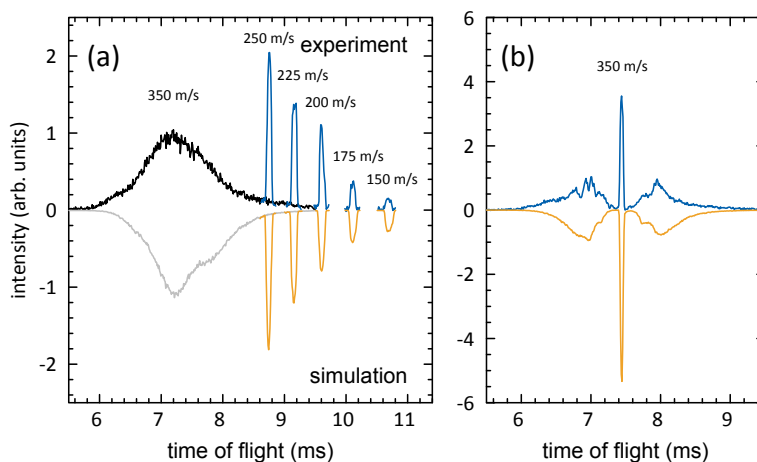 (a)
experiment
250 m/s
225 m/s
200 m/s
350 m/s
175 m/s
150 m/s
simulation
intensity (arb. units)
2
1
0
-1
-2
6 7 8 9 10 11
time of flight (ms)
(b)
350 m/s
6
4
2
0
-2
-4
-6
6 7 8 9
time of flight (ms)